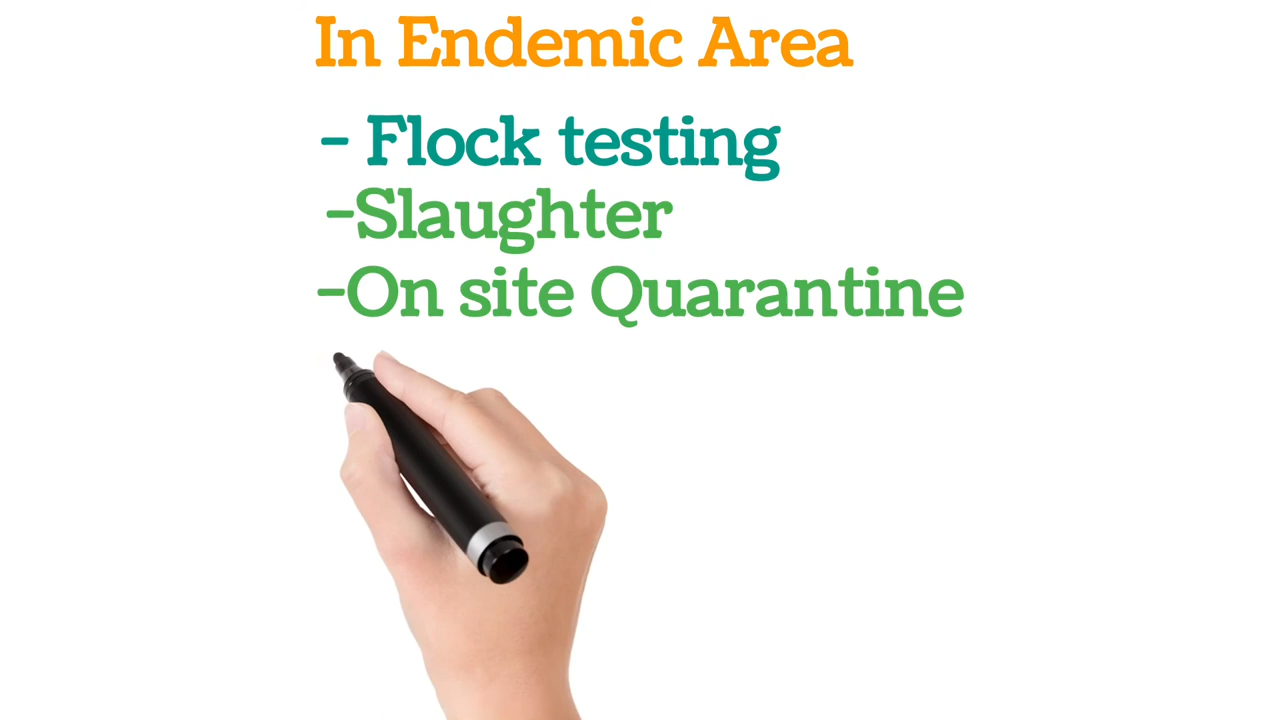 In Endemic Area
- Flock testing
-Slaughter
-On site Quarantine